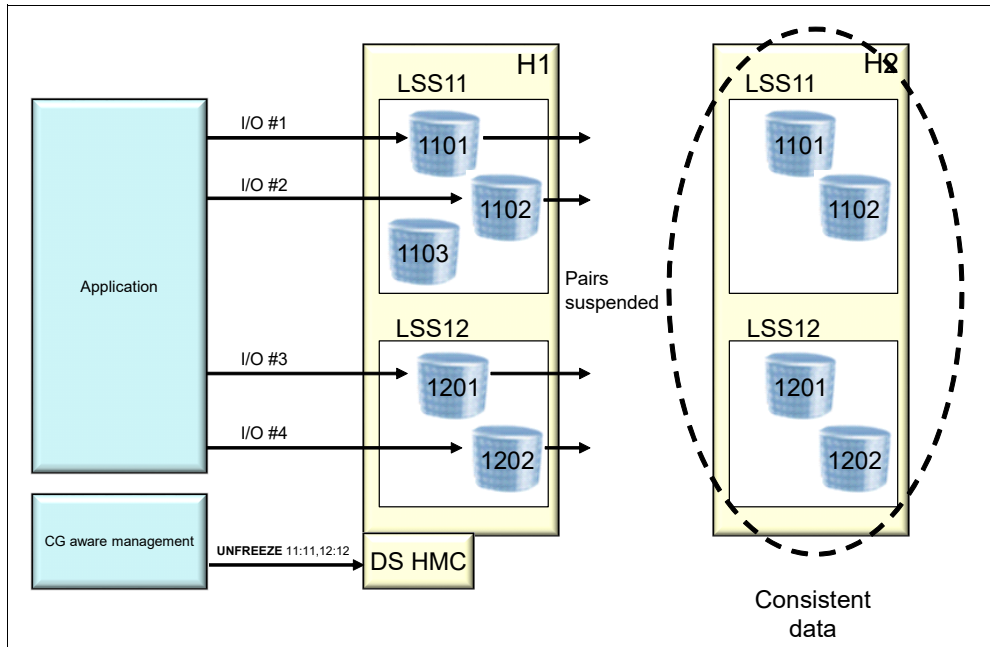 H1
H2
LSS11
LSS11
I/O #1
1101
1101
I/O #2
1102
1102
1103
Application
Pairs
suspended
LSS12
LSS12
I/O #3
1201
1201
I/O #4
1202
1202
CG aware management
UNFREEZE 11:11,12:12
DS HMC
Consistent
data